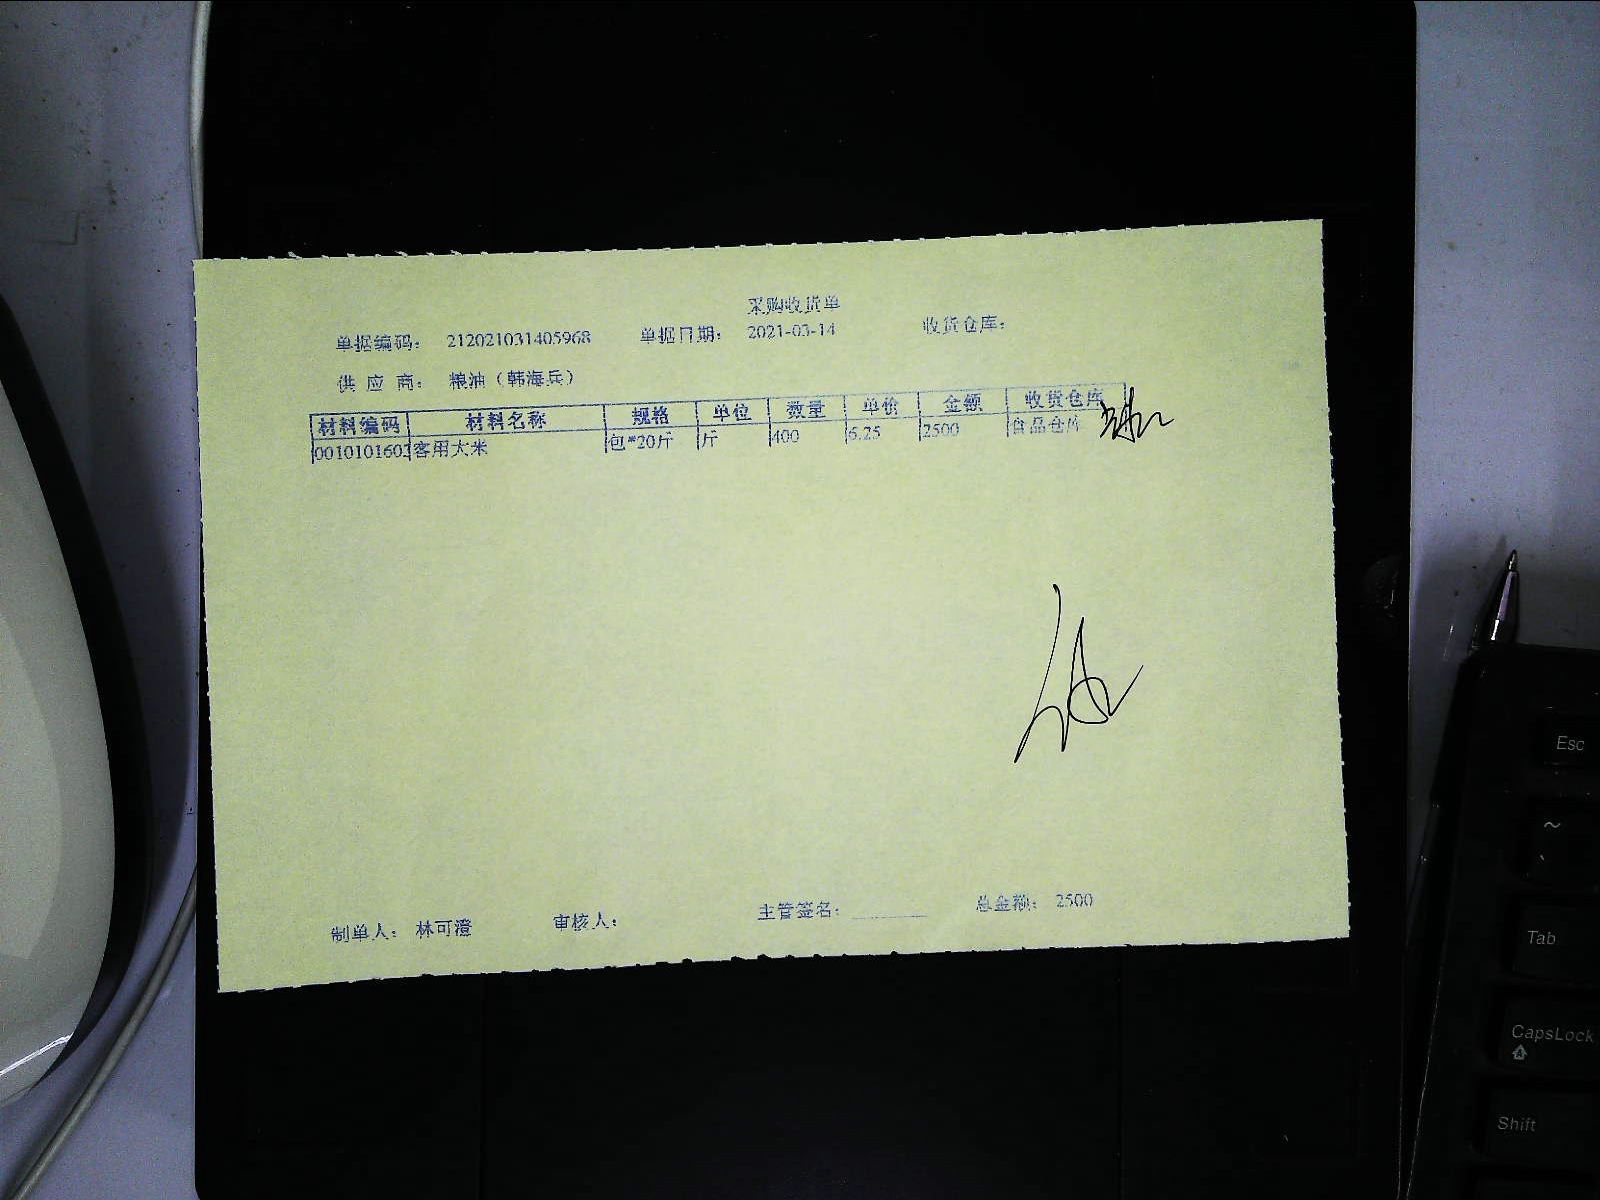 采购收货单
单据编码： 212021031405968 单据日期： 2021-03-14 收货仓库：
供 应 商： 粮油（韩海兵）
材料编码 材料名称 规格 单位 数量 单价 金额 收货仓库
0010101602 客用大米 包*20斤 斤 400 6.25 2500 食品仓库
制单人： 林可澄 审核人： 主管签名： 总金额： 2500
Esc
~
Tab
CapsLock
Shift